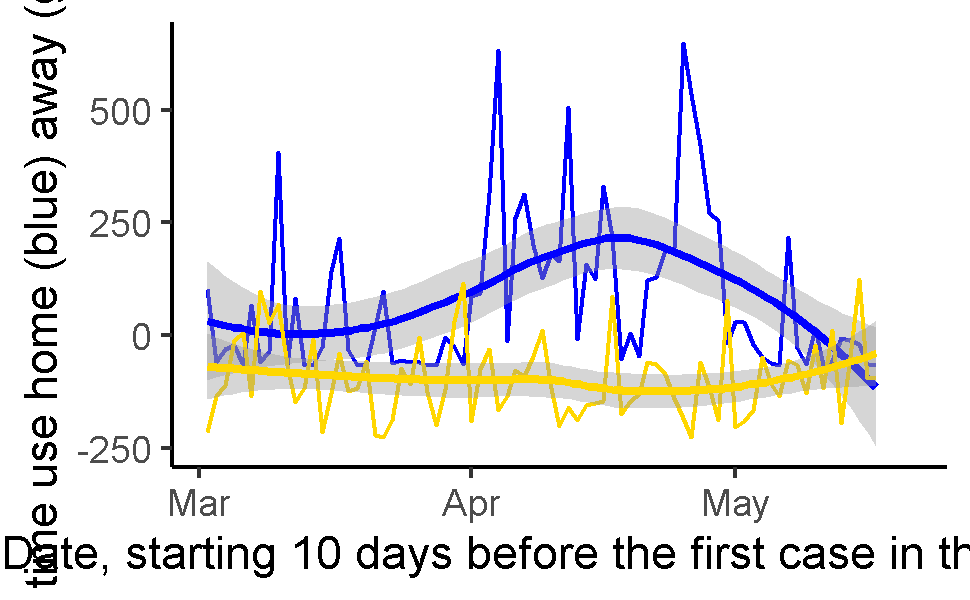 time use home (blue) away (
500
250
0
-250
Mar Apr May
Date, starting 10 days before the first case in th